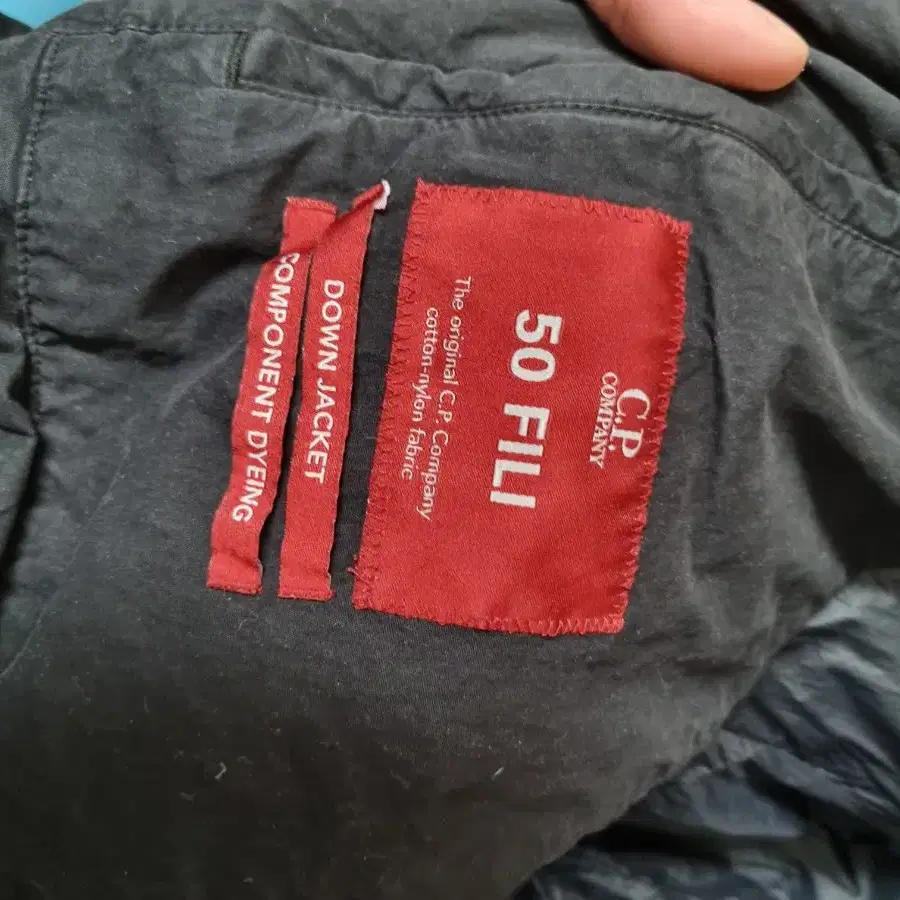 C.P.
COMPANY
50 FILI
The original C.P. Company
cotton-nylon fabric
DOWN JACKET
COMPONENT DYEING